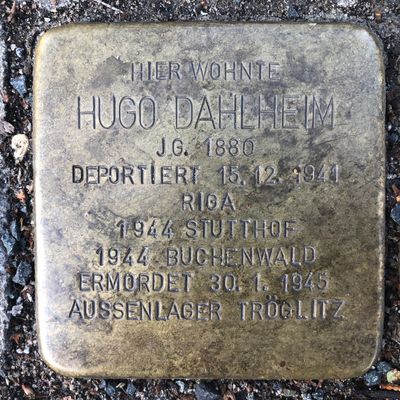 HIER WOHNTE
HUGO DAHLHEIM
J.G. 1880
DEPORTIERT 15.12.1941
RIGA
1944 STUTTHOF
1944 BUCHENWALD
ERMORDET 30.1.1945
AUSSENLAGER TRÖGLITZ